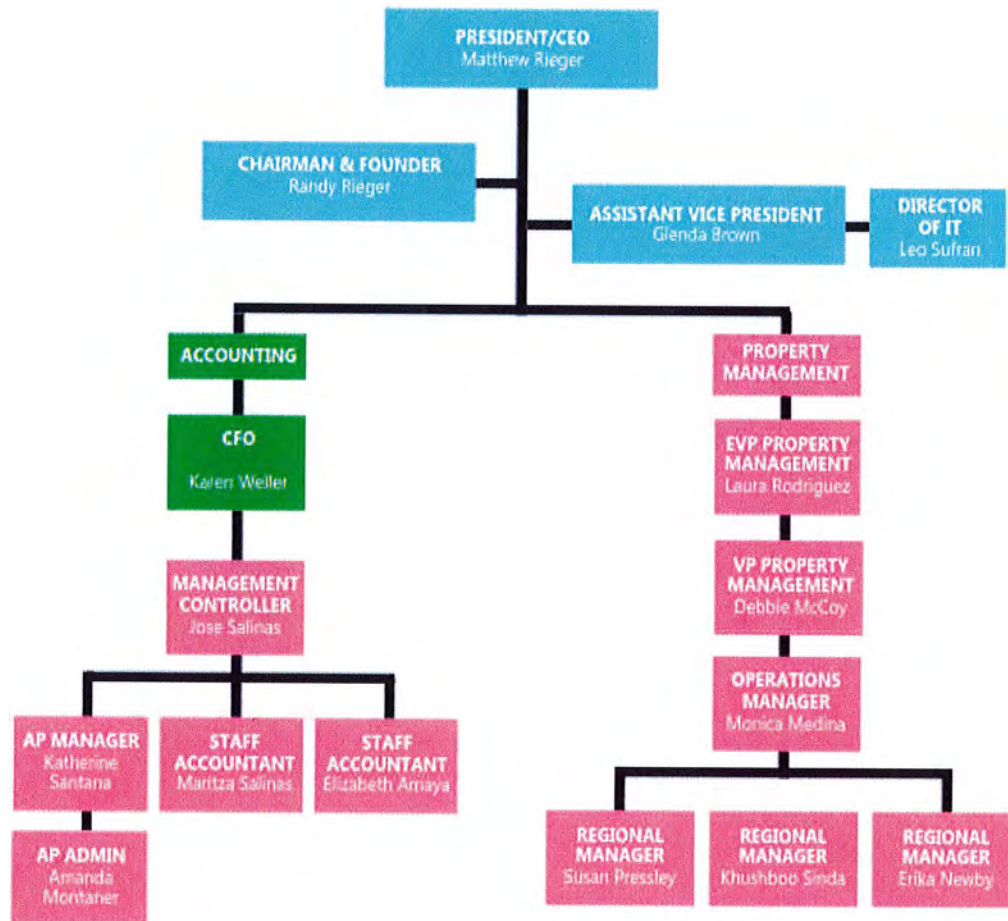 PRESIDENT/CEO
Matthew Rieger
CHAIRMAN & FOUNDER
Randy Rieger
ASSISTANT VICE PRESIDENT
Glenda Brown
DIRECTOR
OF IT
Leo Sufran
ACCOUNTING
CFO
Karen Weller
MANAGEMENT
CONTROLLER
Jose Salinas
AP MANAGER
Katherine
Santana
STAFF
ACCOUNTANT
Maritza Salinas
STAFF
ACCOUNTANT
Elizabeth Amaya
AP ADMIN
Amanda
Montaner
PROPERTY
MANAGEMENT
EVP PROPERTY
MANAGEMENT
Laura Rodriguez
VP PROPERTY
MANAGEMENT
Debbie McCoy
OPERATIONS
MANAGER
Monica Medina
REGIONAL
MANAGER
Susan Pressley
REGIONAL
MANAGER
Khushboo Sinda
REGIONAL
MANAGER
Erika Newby